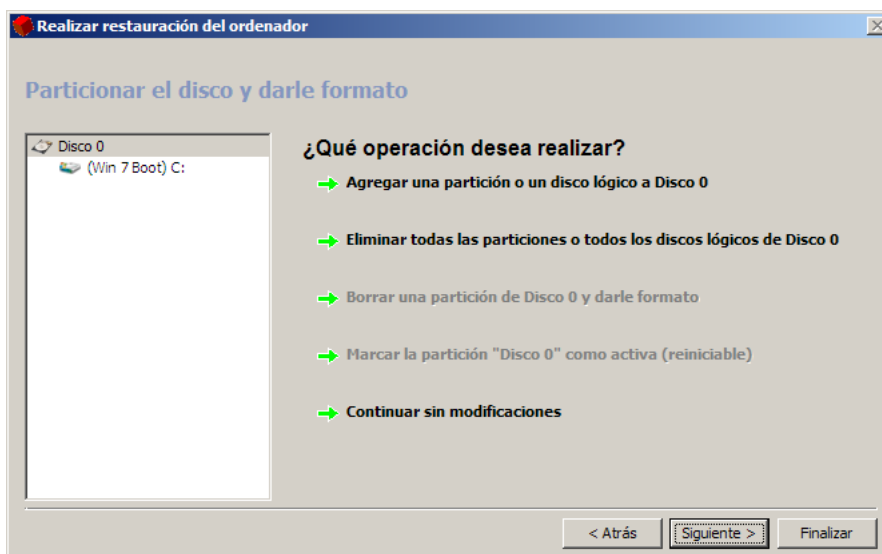 Realizar restauración del ordenador
Particionar el disco y darle formato
Disco 0
(Win 7 Boot) C:
¿Qué operación desea realizar?
Agregar una partición o un disco lógico a Disco 0
Eliminar todas las particiones o todos los discos lógicos de Disco 0
Borrar una partición de Disco 0 y darle formato
Marcar la partición "Disco 0" como activa (reiniciable)
Continuar sin modificaciones
< Atrás
Siguiente >
Finalizar